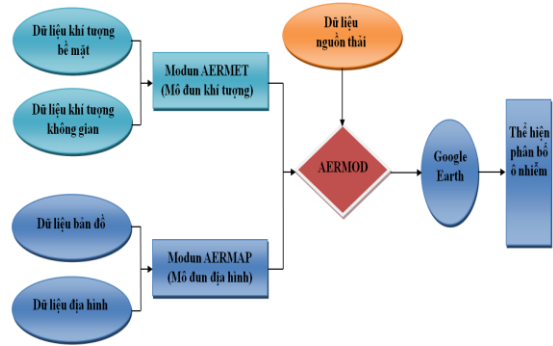 Dữ liệu khí tượng
bề mặt
Dữ liệu khí tượng
không gian
Modun AERMET
(Mô đun khí tượng)
Dữ liệu
nguồn thải
AERMOD
Google
Earth
Thể hiện
phân bố
ô nhiễm
Dữ liệu bản đồ
Dữ liệu địa hình
Modun AERMAP
(Mô đun địa hình)